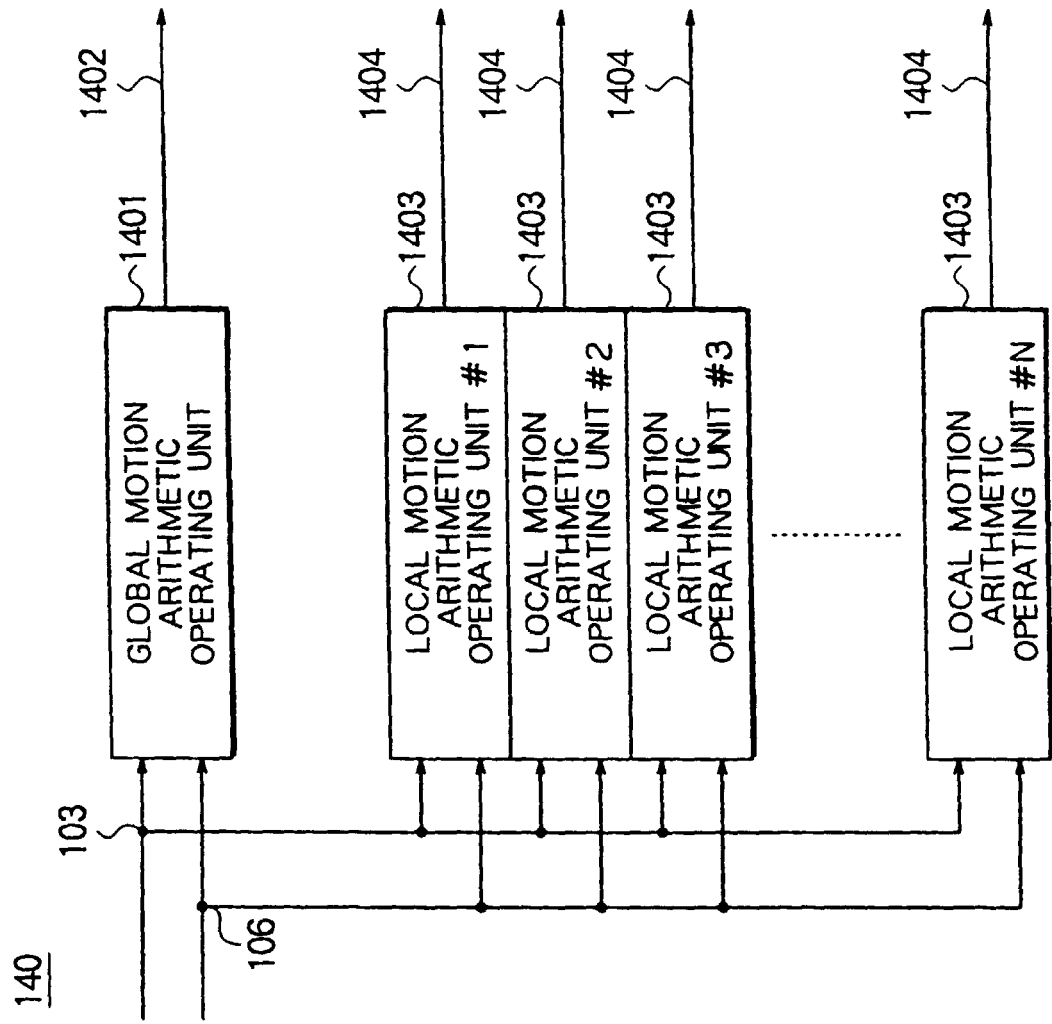 140
103
106
GLOBAL MOTION
ARITHMETIC
OPERATING UNIT
1401
1402
LOCAL MOTION
ARITHMETIC
OPERATING UNIT #1
1403
1404
LOCAL MOTION
ARITHMETIC
OPERATING UNIT #2
1403
1404
LOCAL MOTION
ARITHMETIC
OPERATING UNIT #3
1403
1404
LOCAL MOTION
ARITHMETIC
OPERATING UNIT #N
1403
1404